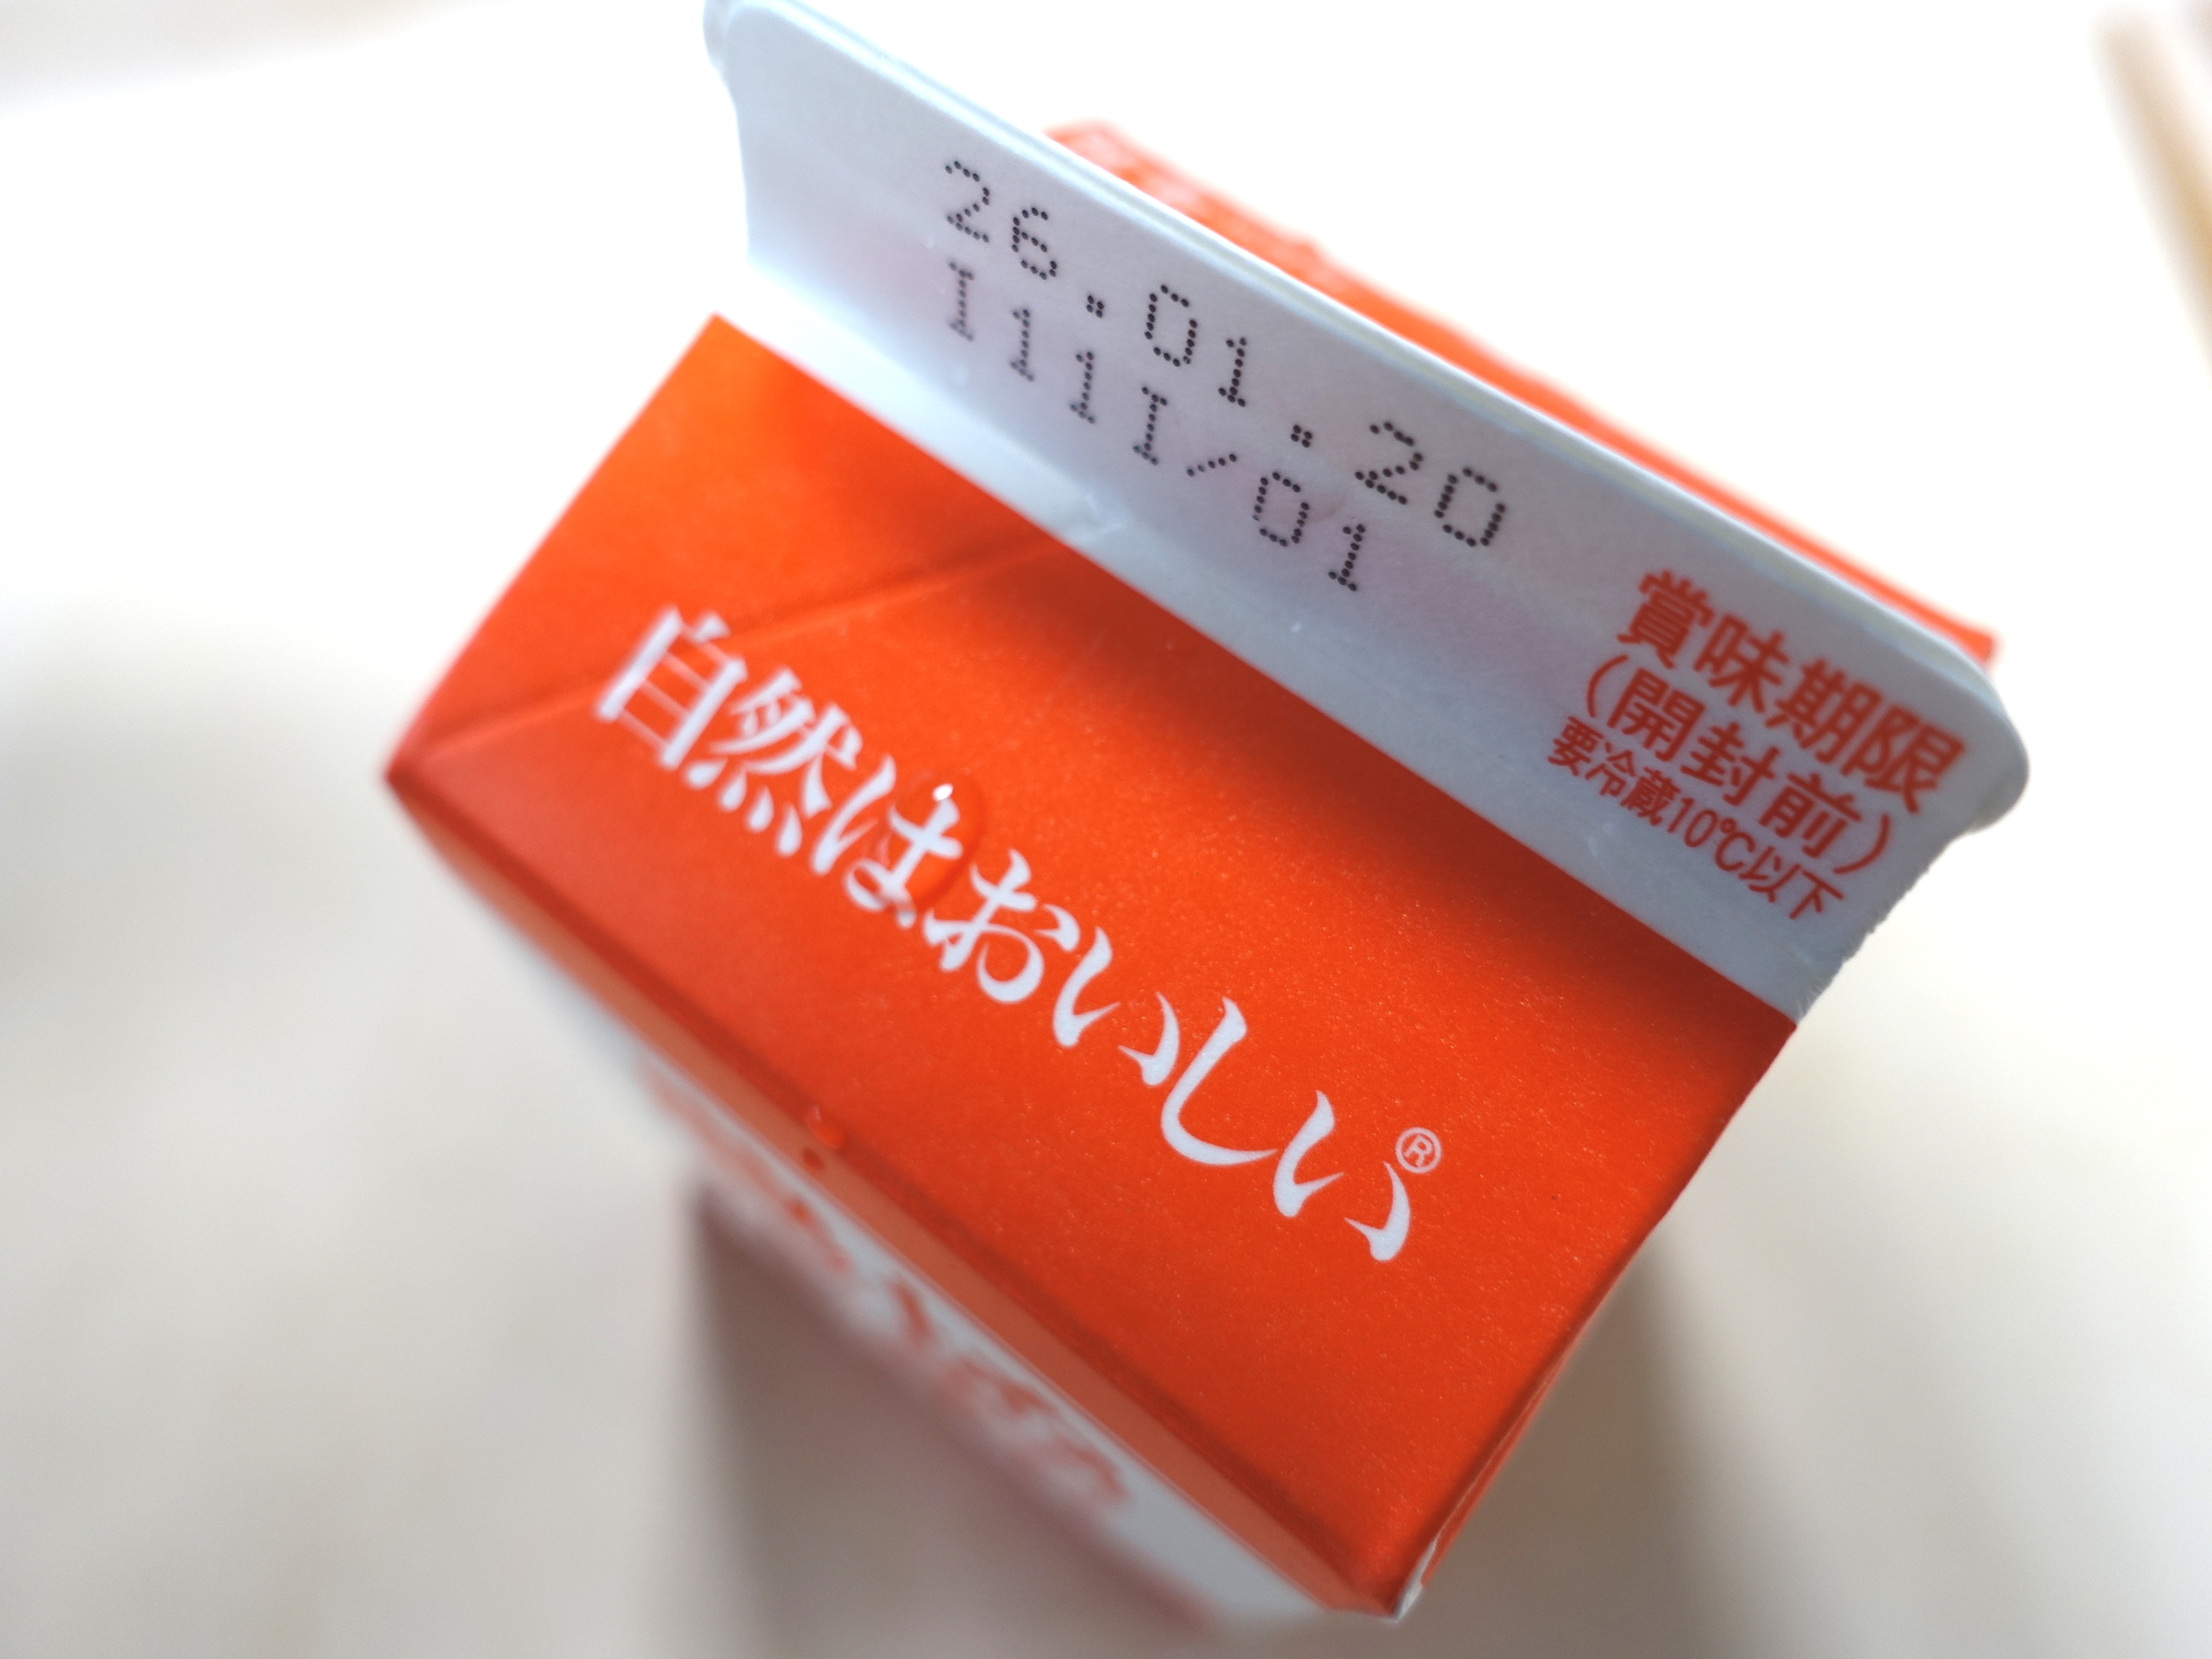 26.01.20
I11I/01
賞味期限
(開封前)
要冷蔵10℃以下
自然はおいしい®